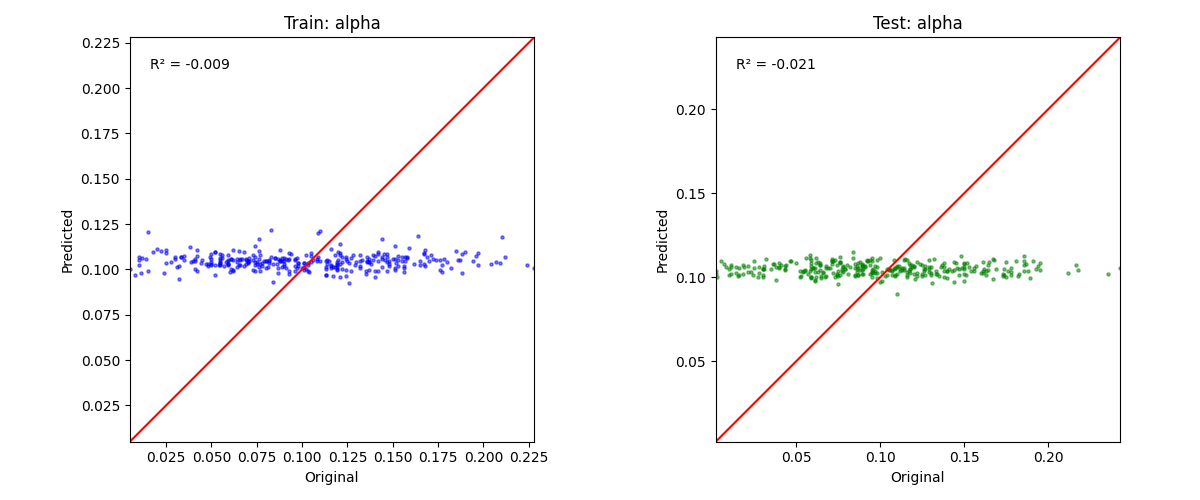 Train: alpha
R² = -0.009
0.225
0.200
0.175
0.150
0.125
0.100
0.075
0.050
0.025
Predicted
0.025 0.050 0.075 0.100 0.125 0.150 0.175 0.200 0.225
Original
Test: alpha
R² = -0.021
0.20
0.15
0.10
0.05
Predicted
0.05 0.10 0.15 0.20
Original